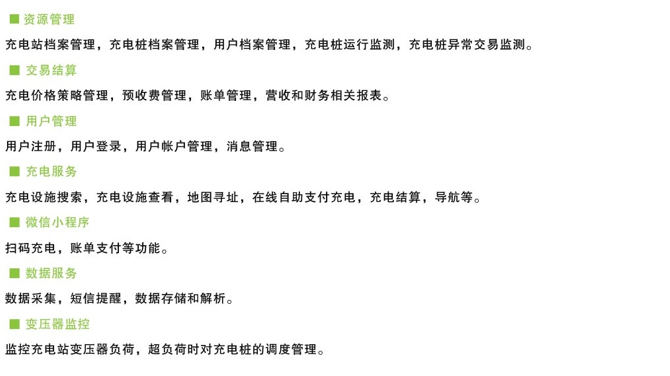 ■ 资源管理
充电站档案管理，充电桩档案管理，用户档案管理，充电桩运行监测，充电桩异常交易监测。
■ 交易结算
充电价格策略管理，预收费管理，账单管理，营收和财务相关报表。
■ 用户管理
用户注册，用户登录，用户帐户管理，消息管理。
■ 充电服务
充电设施搜索，充电设施查看，地图寻址，在线自助支付充电，充电结算，导航等。
■ 微信小程序
扫码充电，账单支付等功能。
■ 数据服务
数据采集，短信提醒，数据存储和解析。
■ 变压器监控
监控充电站变压器负荷，超负荷时对充电桩的调度管理。